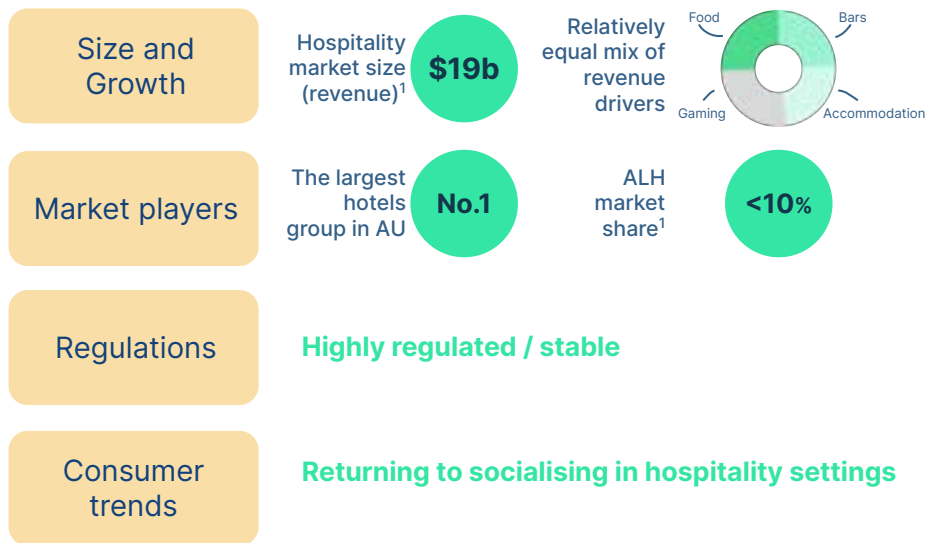 Size and
Growth
Hospitality
market size
(revenue)¹
$19b
Relatively
equal mix of
revenue
drivers
Food
Bars
Gaming
Accommodation
Market players
The largest
hotels
group in AU
No.1
ALH
market
share¹
<10%
Regulations
Highly regulated / stable
Consumer
trends
Returning to socialising in hospitality settings